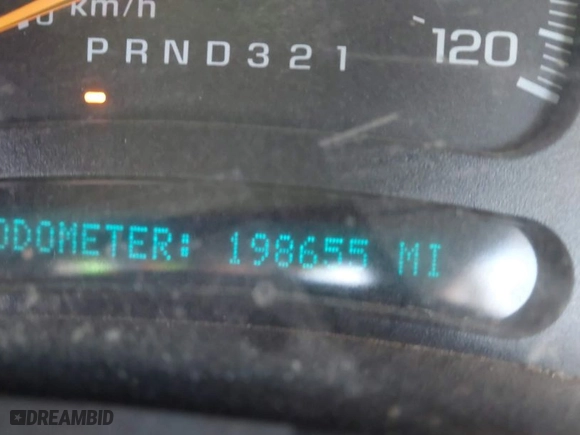 km/h
120
PRND321
ODOMETER: 198655 MI
DREAMBID